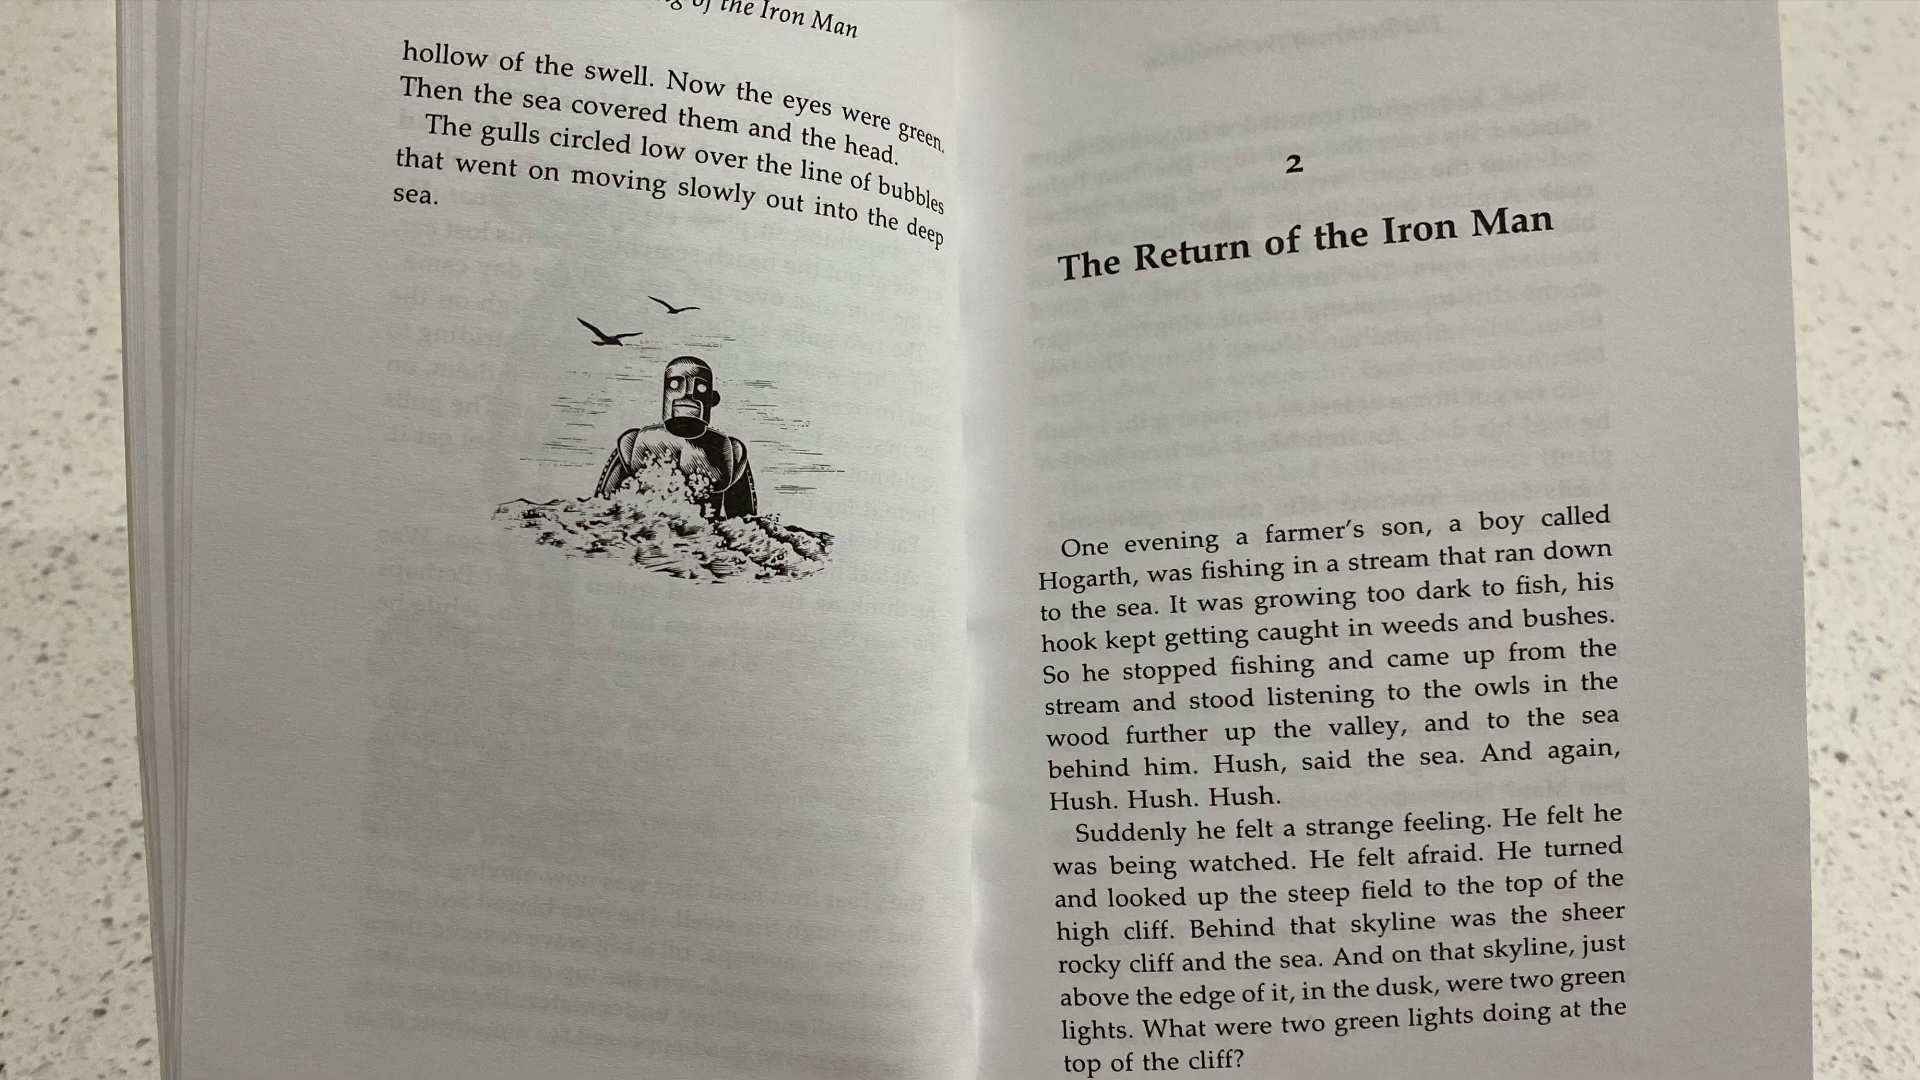 of the Iron Man
hollow of the swell. Now the eyes were green.
Then the sea covered them and the head.
The gulls circled low over the line of bubbles
that went on moving slowly out into the deep
sea.
2
The Return of the Iron Man
One evening a farmer's son, a boy called
Hogarth, was fishing in a stream that ran down
to the sea. It was growing too dark to fish, his
hook kept getting caught in weeds and bushes.
So he stopped fishing and came up from the
stream and stood listening to the owls in the
wood further up the valley, and to the sea
behind him. Hush, said the sea. And again,
Hush. Hush. Hush.
Suddenly he felt a strange feeling. He felt he
was being watched. He felt afraid. He turned
and looked up the steep field to the top of the
high cliff. Behind that skyline was the sheer
rocky cliff and the sea. And on that skyline, just
above the edge of it, in the dusk, were two green
lights. What were two green lights doing at the
top of the cliff?